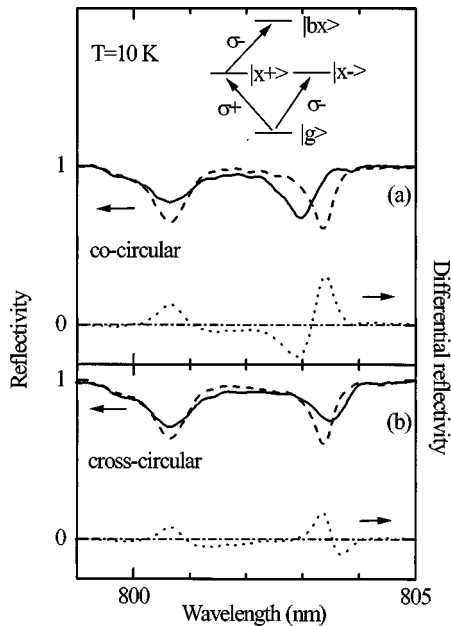 T=10 K
|bx>
σ-
|x+>
|x->
σ+
σ-
|g>
1
(a)
co-circular
0
1
(b)
cross-circular
0
800
805
Wavelength (nm)
Reflectivity
Differential reflectivity